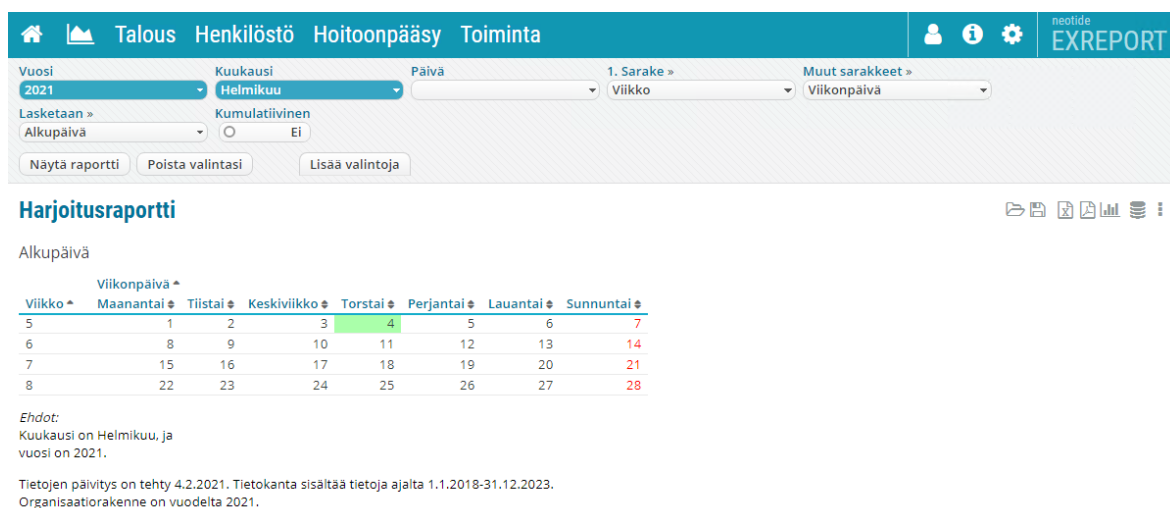 Talous Henkilöstö Hoitoonpääsy Toiminta neotide EXREPORT
Vuosi Kuukausi Päivä 1. Sarake » Muut sarakkeet »
2021 Helmikuu Viikko Viikonpäivä
Lasketaan » Kumulatiivinen
Alkupäivä Ei
Näytä raportti Poista valintasi Lisää valintoja
Harjoitusraportti
Alkupäivä
Viikonpäivä
Viikko Maanantai Tiistai Keskiviikko Torstai Perjantai Lauantai Sunnuntai
5 1 2 3 4 5 6 7
6 8 9 10 11 12 13 14
7 15 16 17 18 19 20 21
8 22 23 24 25 26 27 28
Ehdot:
Kuukausi on Helmikuu, ja
vuosi on 2021.
Tietojen päivitys on tehty 4.2.2021. Tietokanta sisältää tietoja ajalta 1.1.2018-31.12.2023.
Organisaatiorakenne on vuodelta 2021.